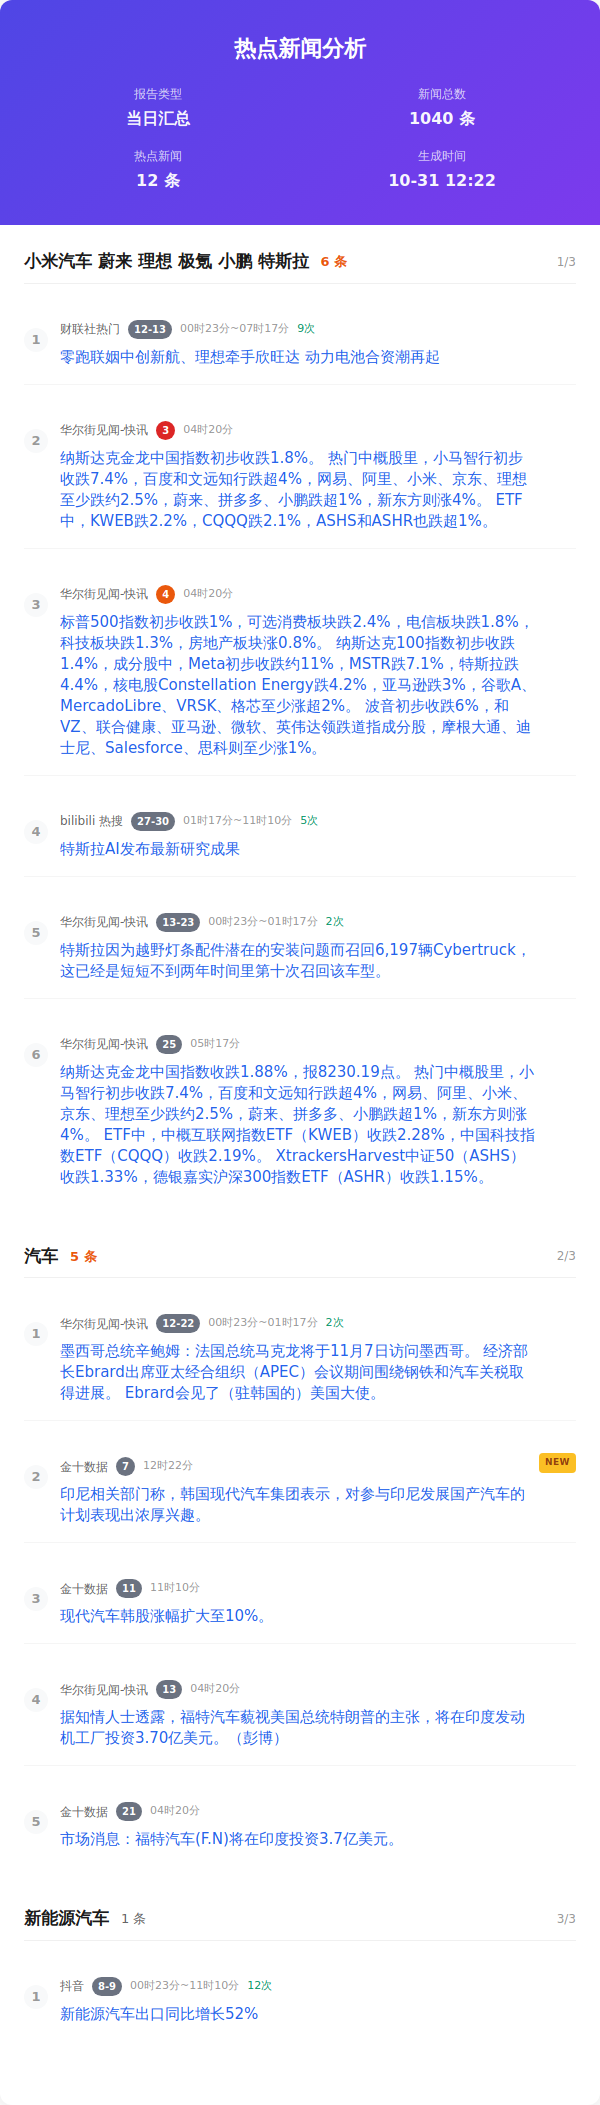 热点新闻分析
报告类型
当日汇总
新闻总数
1040 条
热点新闻
12 条
生成时间
10-31 12:22
小米汽车 蔚来 理想 极氪 小鹏 特斯拉 6 条 1/3
1
财联社热门 12-13 00时23分~07时17分 9次
零跑联姻中创新航、理想牵手欣旺达 动力电池合资潮再起
2
华尔街见闻-快讯 3 04时20分
纳斯达克金龙中国指数初步收跌1.8%。 热门中概股里，小马智行初步
收跌7.4%，百度和文远知行跌超4%，网易、阿里、小米、京东、理想
至少跌约2.5%，蔚来、拼多多、小鹏跌超1%，新东方则涨4%。 ETF
中，KWEB跌2.2%，CQQQ跌2.1%，ASHS和ASHR也跌超1%。
3
华尔街见闻-快讯 4 04时20分
标普500指数初步收跌1%，可选消费板块跌2.4%，电信板块跌1.8%，
科技板块跌1.3%，房地产板块涨0.8%。 纳斯达克100指数初步收跌
1.4%，成分股中，Meta初步收跌约11%，MSTR跌7.1%，特斯拉跌
4.4%，核电股Constellation Energy跌4.2%，亚马逊跌3%，谷歌A、
MercadoLibre、VRSK、格芯至少涨超2%。 波音初步收跌6%，和
VZ、联合健康、亚马逊、微软、英伟达领跌道指成分股，摩根大通、迪
士尼、Salesforce、思科则至少涨1%。
4
bilibili 热搜 27-30 01时17分~11时10分 5次
特斯拉AI发布最新研究成果
5
华尔街见闻-快讯 13-23 00时23分~01时17分 2次
特斯拉因为越野灯条配件潜在的安装问题而召回6,197辆Cybertruck，
这已经是短短不到两年时间里第十次召回该车型。
6
华尔街见闻-快讯 25 05时17分
纳斯达克金龙中国指数收跌1.88%，报8230.19点。 热门中概股里，小
马智行初步收跌7.4%，百度和文远知行跌超4%，网易、阿里、小米、
京东、理想至少跌约2.5%，蔚来、拼多多、小鹏跌超1%，新东方则涨
4%。 ETF中，中概互联网指数ETF（KWEB）收跌2.28%，中国科技指
数ETF（CQQQ）收跌2.19%。 XtrackersHarvest中证50（ASHS）
收跌1.33%，德银嘉实沪深300指数ETF（ASHR）收跌1.15%。
汽车 5 条 2/3
1
华尔街见闻-快讯 12-22 00时23分~01时17分 2次
墨西哥总统辛鲍姆：法国总统马克龙将于11月7日访问墨西哥。 经济部
长Ebrard出席亚太经合组织（APEC）会议期间围绕钢铁和汽车关税取
得进展。 Ebrard会见了（驻韩国的）美国大使。
2
金十数据 7 12时22分 NEW
印尼相关部门称，韩国现代汽车集团表示，对参与印尼发展国产汽车的
计划表现出浓厚兴趣。
3
金十数据 11 11时10分
现代汽车韩股涨幅扩大至10%。
4
华尔街见闻-快讯 13 04时20分
据知情人士透露，福特汽车藐视美国总统特朗普的主张，将在印度发动
机工厂投资3.70亿美元。（彭博）
5
金十数据 21 04时20分
市场消息：福特汽车(F.N)将在印度投资3.7亿美元。
新能源汽车 1 条 3/3
1
抖音 8-9 00时23分~11时10分 12次
新能源汽车出口同比增长52%